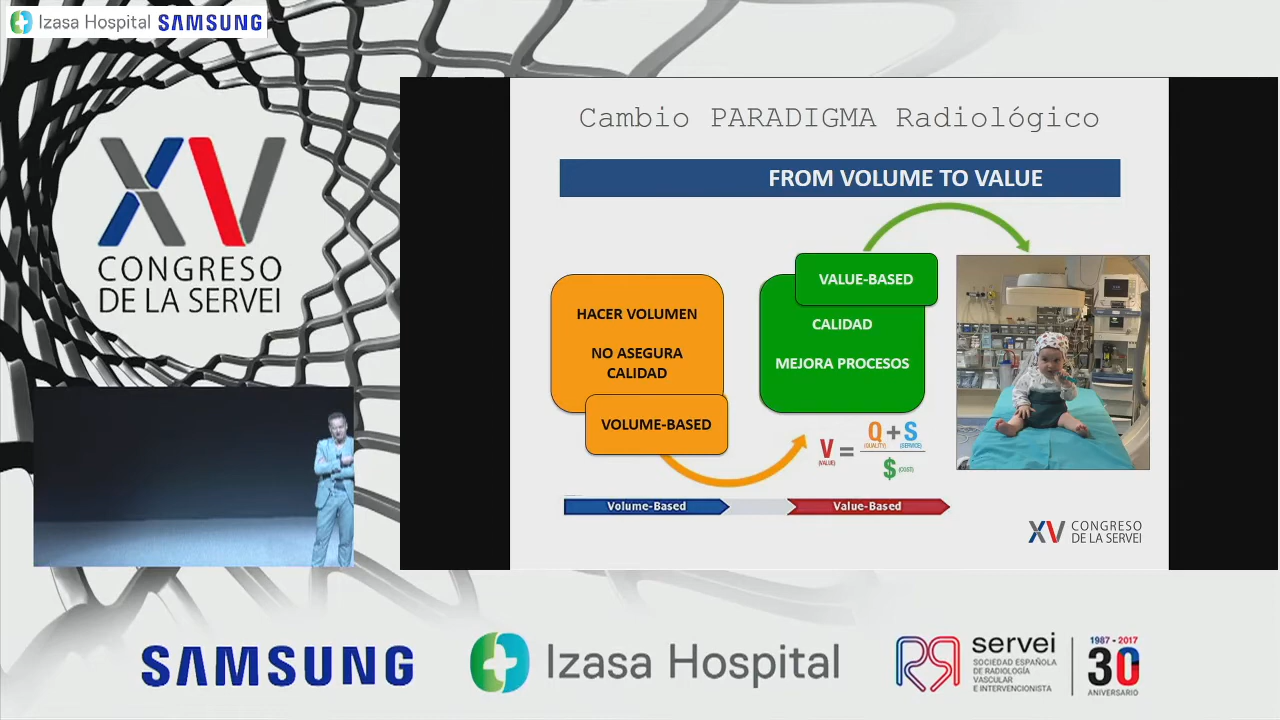 Izasa Hospital SAMSUNG
XV
CONGRESO
DE LA SERVEI
Cambio PARADIGMA Radiológico
FROM VOLUME TO VALUE
HACER VOLUMEN
NO ASEGURA
CALIDAD
VOLUME-BASED
VALUE-BASED
CALIDAD
MEJORA PROCESOS
V = Q + S
(VALUE) (QUALITY) (SERVICE)
$ (COST)
Volume-Based
Value-Based
XV CONGRESO
DE LA SERVEI
SAMSUNG
Izasa Hospital
servei
SOCIEDAD ESPAÑOLA
DE RADIOLOGÍA
VASCULAR
E INTERVENCIONISTA
1987 - 2017
30
ANIVERSARIO